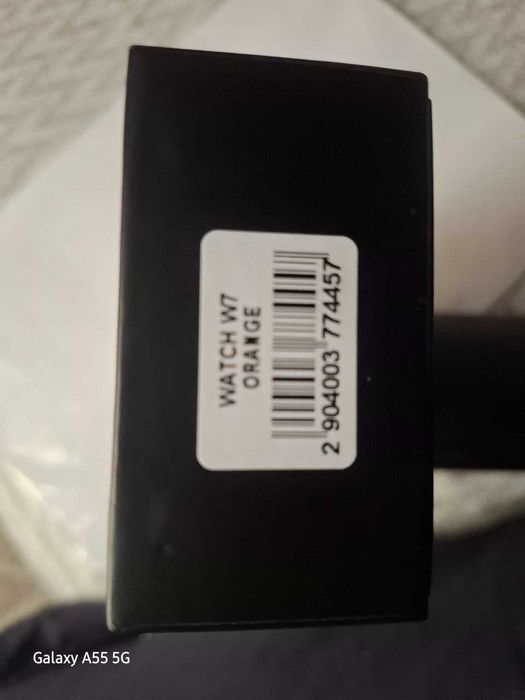 WATCH W7
ORANGE
2 904003 774457
Galaxy A55 5G